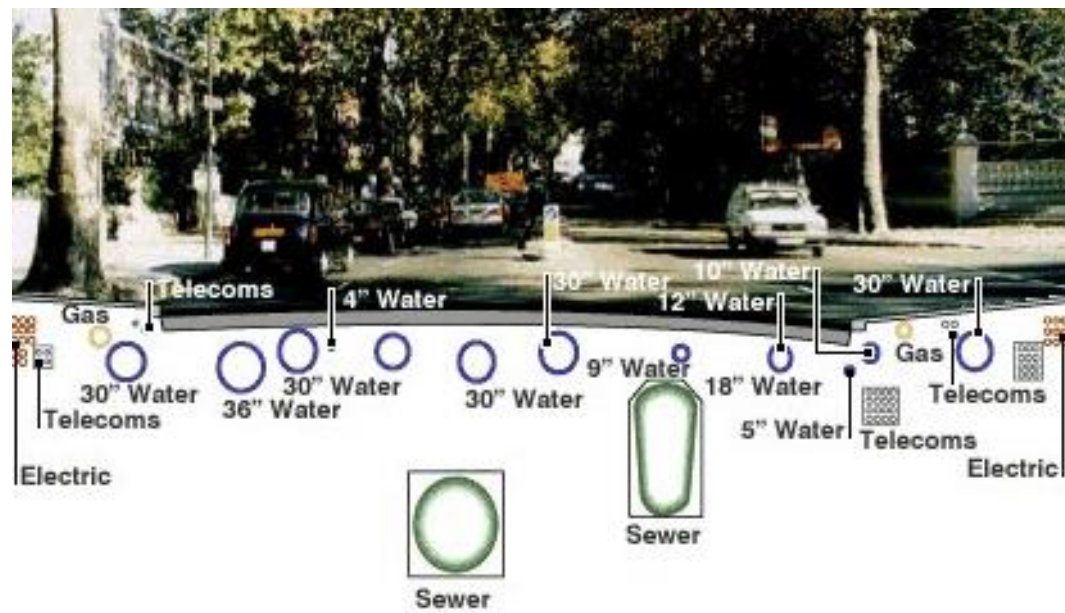 10” Water
Telecoms
4” Water
30” Water
12” Water
30” Water
Gas
Gas
30” Water
36” Water
30” Water
30” Water
9” Water
18” Water
Telecoms
Telecoms
5” Water
Telecoms
Electric
Electric
Sewer
Sewer